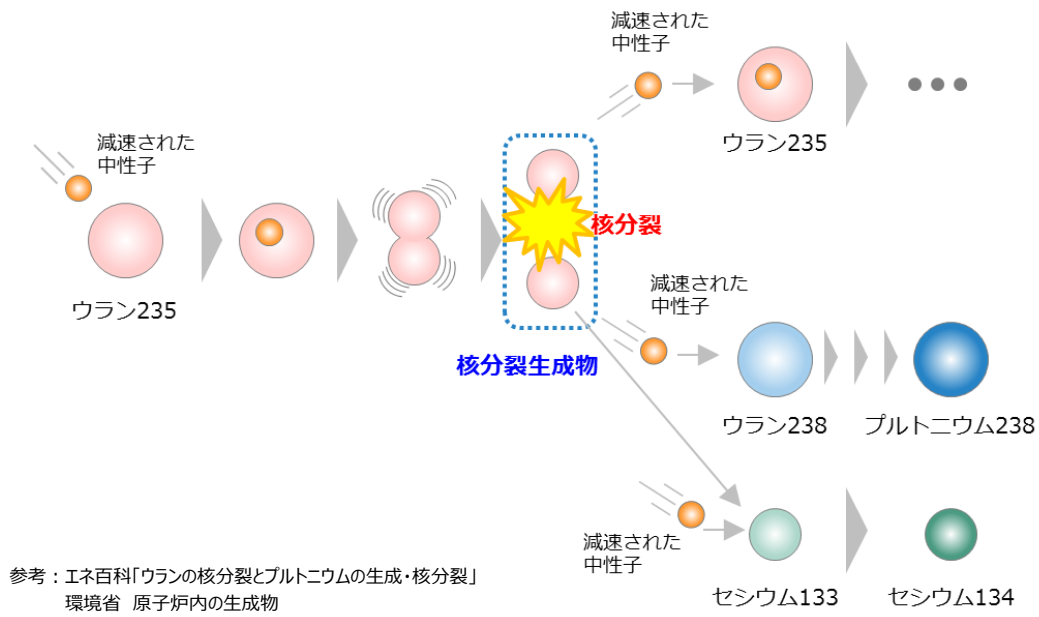 減速された
中性子
ウラン235
減速された
中性子
ウラン235
核分裂
核分裂生成物
減速された
中性子
ウラン238
プルトニウム238
減速された
中性子
セシウム133
セシウム134
参考：エネ百科「ウランの核分裂とプルトニウムの生成・核分裂」
環境省　原子炉内の生成物